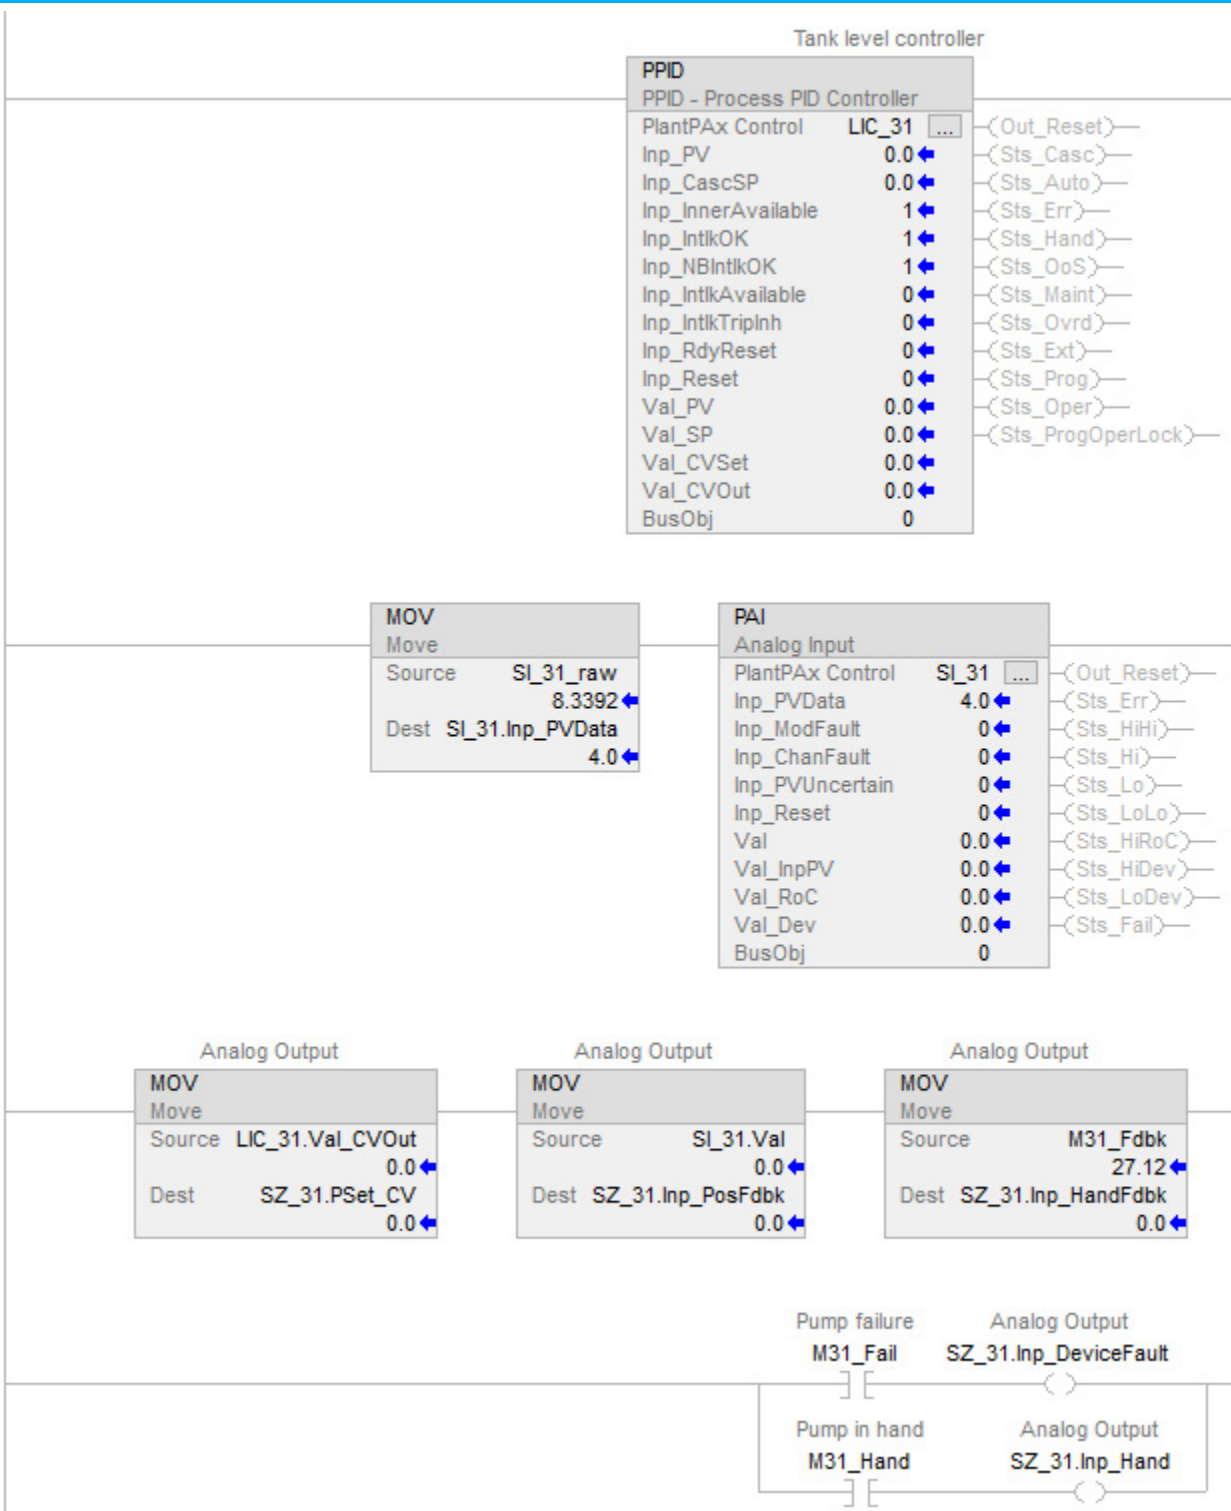 Tank level controller
PPID
PPID - Process PID Controller
PlantPAx Control LIC_31 ... (Out_Reset)
Inp_PV 0.0 (Sts_Casc)
Inp_CascSP 0.0 (Sts_Auto)
Inp_InnerAvailable 1 (Sts_Err)
Inp_IntlkOK 1 (Sts_Hand)
Inp_NBIntlkOK 1 (Sts_OoS)
Inp_IntlkAvailable 0 (Sts_Maint)
Inp_IntlkTripInh 0 (Sts_Ovrd)
Inp_RdyReset 0 (Sts_Ext)
Inp_Reset 0 (Sts_Prog)
Val_PV 0.0 (Sts_Oper)
Val_SP 0.0 (Sts_ProgOperLock)
Val_CVSet 0.0
Val_CVOut 0.0
BusObj 0
MOV
Move
Source SI_31_raw
8.3392
Dest SI_31.Inp_PVData
4.0
PAI
Analog Input
PlantPAx Control SI_31 ... (Out_Reset)
Inp_PVData 4.0 (Sts_Err)
Inp_ModFault 0 (Sts_HiHi)
Inp_ChanFault 0 (Sts_Hi)
Inp_PVUncertain 0 (Sts_Lo)
Inp_Reset 0 (Sts_LoLo)
Val 0.0 (Sts_HiRoC)
Val_InpPV 0.0 (Sts_HiDev)
Val_RoC 0.0 (Sts_LoDev)
Val_Dev 0.0 (Sts_Fail)
BusObj 0
Analog Output
MOV
Move
Source LIC_31.Val_CVOut
0.0
Dest SZ_31.PSet_CV
0.0
Analog Output
MOV
Move
Source SI_31.Val
0.0
Dest SZ_31.Inp_PosFdbk
0.0
Analog Output
MOV
Move
Source M31_Fdbk
27.12
Dest SZ_31.Inp_HandFdbk
0.0
Pump failure Analog Output
M31_Fail SZ_31.Inp_DeviceFault
Pump in hand Analog Output
M31_Hand SZ_31.Inp_Hand